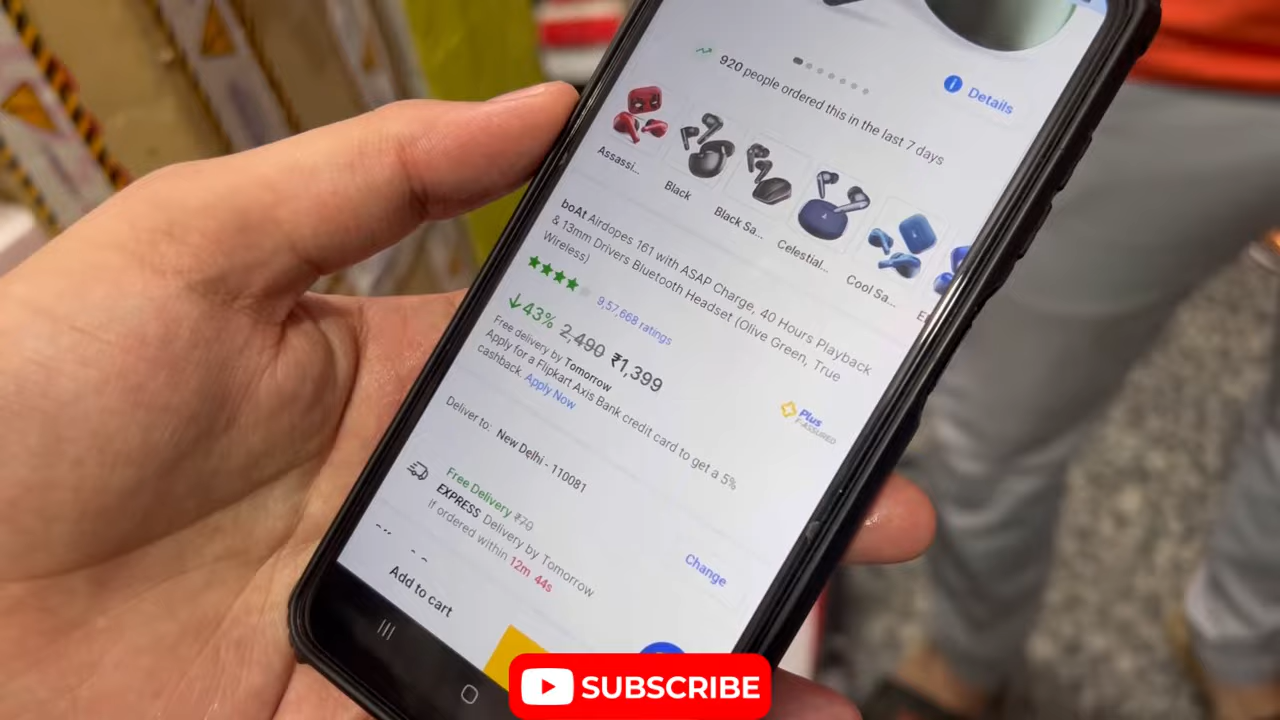 920 people ordered this in the last 7 days
Details
Assassi...
Black
Black Sa...
Celestial...
Cool Sa...
boAt Airdopes 161 with ASAP Charge, 40 Hours Playback
& 13mm Drivers Bluetooth Headset (Olive Green, True
Wireless)
9,57,668 ratings
↓43% 2,490 ₹1,399
Free delivery by Tomorrow
Apply for a Flipkart Axis Bank credit card to get a 5%
cashback. Apply Now
Plus
F-ASSURED
Deliver to: New Delhi - 110081
Change
Free Delivery ₹70
EXPRESS Delivery by Tomorrow
If ordered within 12m 44s
Add to cart
SUBSCRIBE